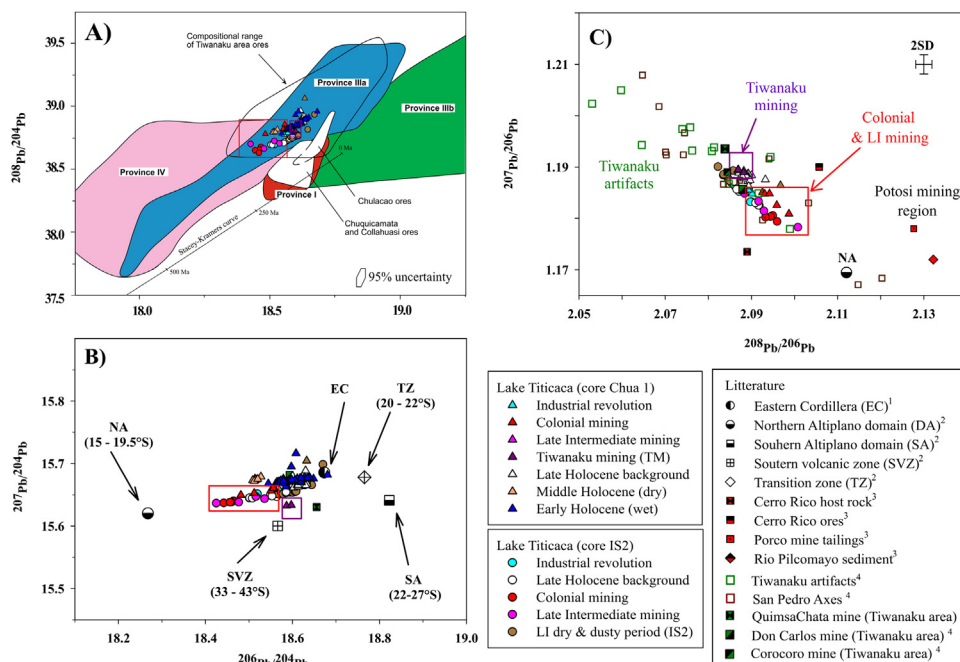 A)
Compositional range
of Tiwanaku area ores
Province IIIa
Province IIIb
Province IV
Province I
0 Ma
250 Ma
500 Ma
Stacey-Kramers curve
Chulacao ores
Chuquicamata
and Collahuasi ores
95% uncertainty
39.5
39.0
38.5
38.0
37.5
208Pb/204Pb
18.0
18.5
19.0
C)
2SD
Tiwanaku
mining
Colonial
& LI mining
Tiwanaku
artifacts
Potosi mining
region
NA
1.21
1.20
1.19
1.18
1.17
207Pb/206Pb
2.05
2.07
2.09
2.11
2.13
208Pb/206Pb
B)
NA
(15 - 19.5°S)
EC
TZ
(20 - 22°S)
SVZ
(33 - 43°S)
SA
(22-27°S)
15.8
15.7
15.6
15.5
207Pb/204Pb
18.2
18.4
18.6
18.8
19.0
206Pb/204Pb
Lake Titicaca (core Chua 1)
Industrial revolution
Colonial mining
Late Intermediate mining
Tiwanaku mining (TM)
Late Holocene background
Middle Holocene (dry)
Early Holocene (wet)
Lake Titicaca (core IS2)
Industrial revolution
Late Holocene background
Colonial mining
Late Intermediate mining
LI dry & dusty period (IS2)
Litterature
Eastern Cordillera (EC)1
Northern Altiplano domain (DA)2
Souhern Altiplano domain (SA)2
Soutern volcanic zone (SVZ)2
Transition zone (TZ)2
Cerro Rico host rock3
Cerro Rico ores3
Porco mine tailings3
Rio Pilcomayo sediment3
Tiwanaku artifacts4
San Pedro Axes 4
QuimsaChata mine (Tiwanaku area)
Don Carlos mine (Tiwanaku area) 4
Corocoro mine (Tiwanaku area) 4